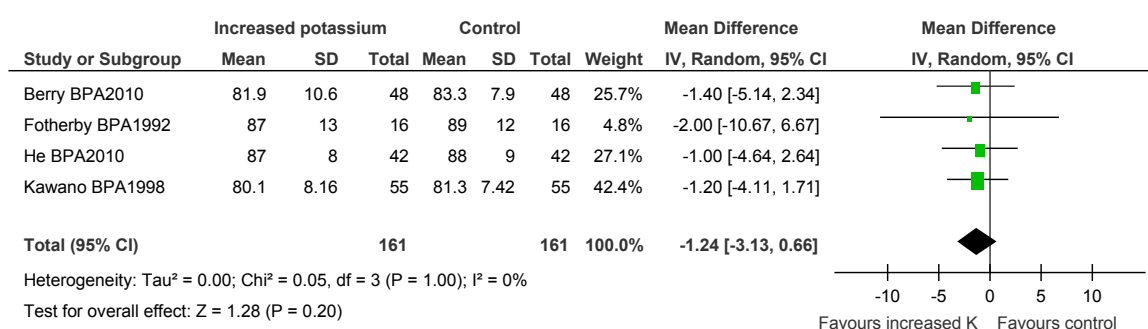 Increased potassium Control Mean Difference Mean Difference
Study or Subgroup Mean SD Total Mean SD Total Weight IV, Random, 95% CI IV, Random, 95% CI
Berry BPA2010 81.9 10.6 48 83.3 7.9 48 25.7% -1.40 [-5.14, 2.34]
Fotherby BPA1992 87 13 16 89 12 16 4.8% -2.00 [-10.67, 6.67]
He BPA2010 87 8 42 88 9 42 27.1% -1.00 [-4.64, 2.64]
Kawano BPA1998 80.1 8.16 55 81.3 7.42 55 42.4% -1.20 [-4.11, 1.71]
Total (95% CI) 161 161 100.0% -1.24 [-3.13, 0.66]
Heterogeneity: Tau² = 0.00; Chi² = 0.05, df = 3 (P = 1.00); I² = 0%
Test for overall effect: Z = 1.28 (P = 0.20)
-10 -5 0 5 10
Favours increased K Favours control